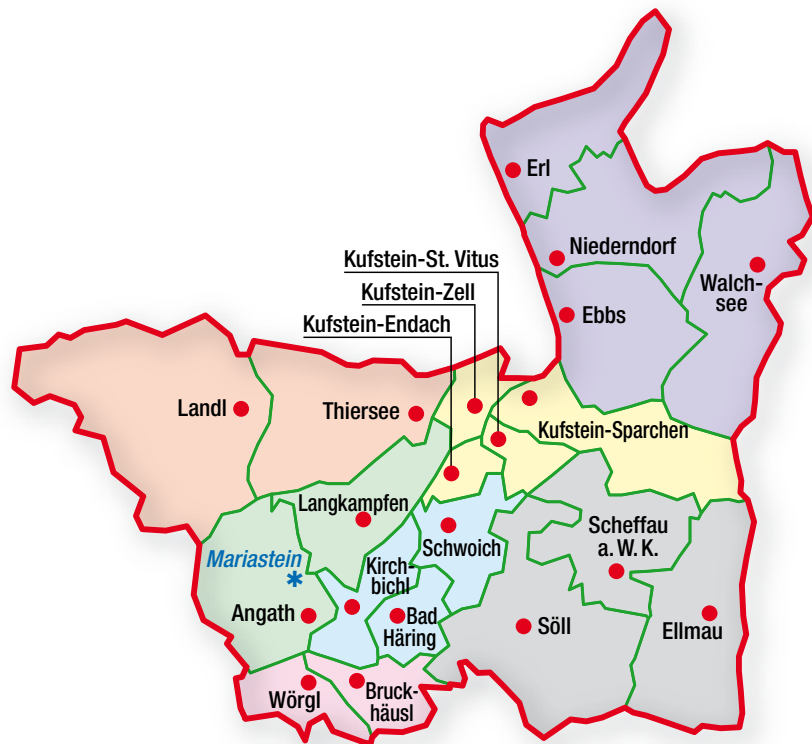 Erl
Niederndorf
Walch-
see
Ebbs
Kufstein-St. Vitus
Kufstein-Zell
Kufstein-Endach
Landl
Thiersee
Kufstein-Sparchen
Langkampfen
Schwoich
Scheffau
a. W. K.
Mariastein
*
Kirch-
bichl
Angath
Bad
Häring
Söll
Ellmau
Wörgl
Bruck-
häusl